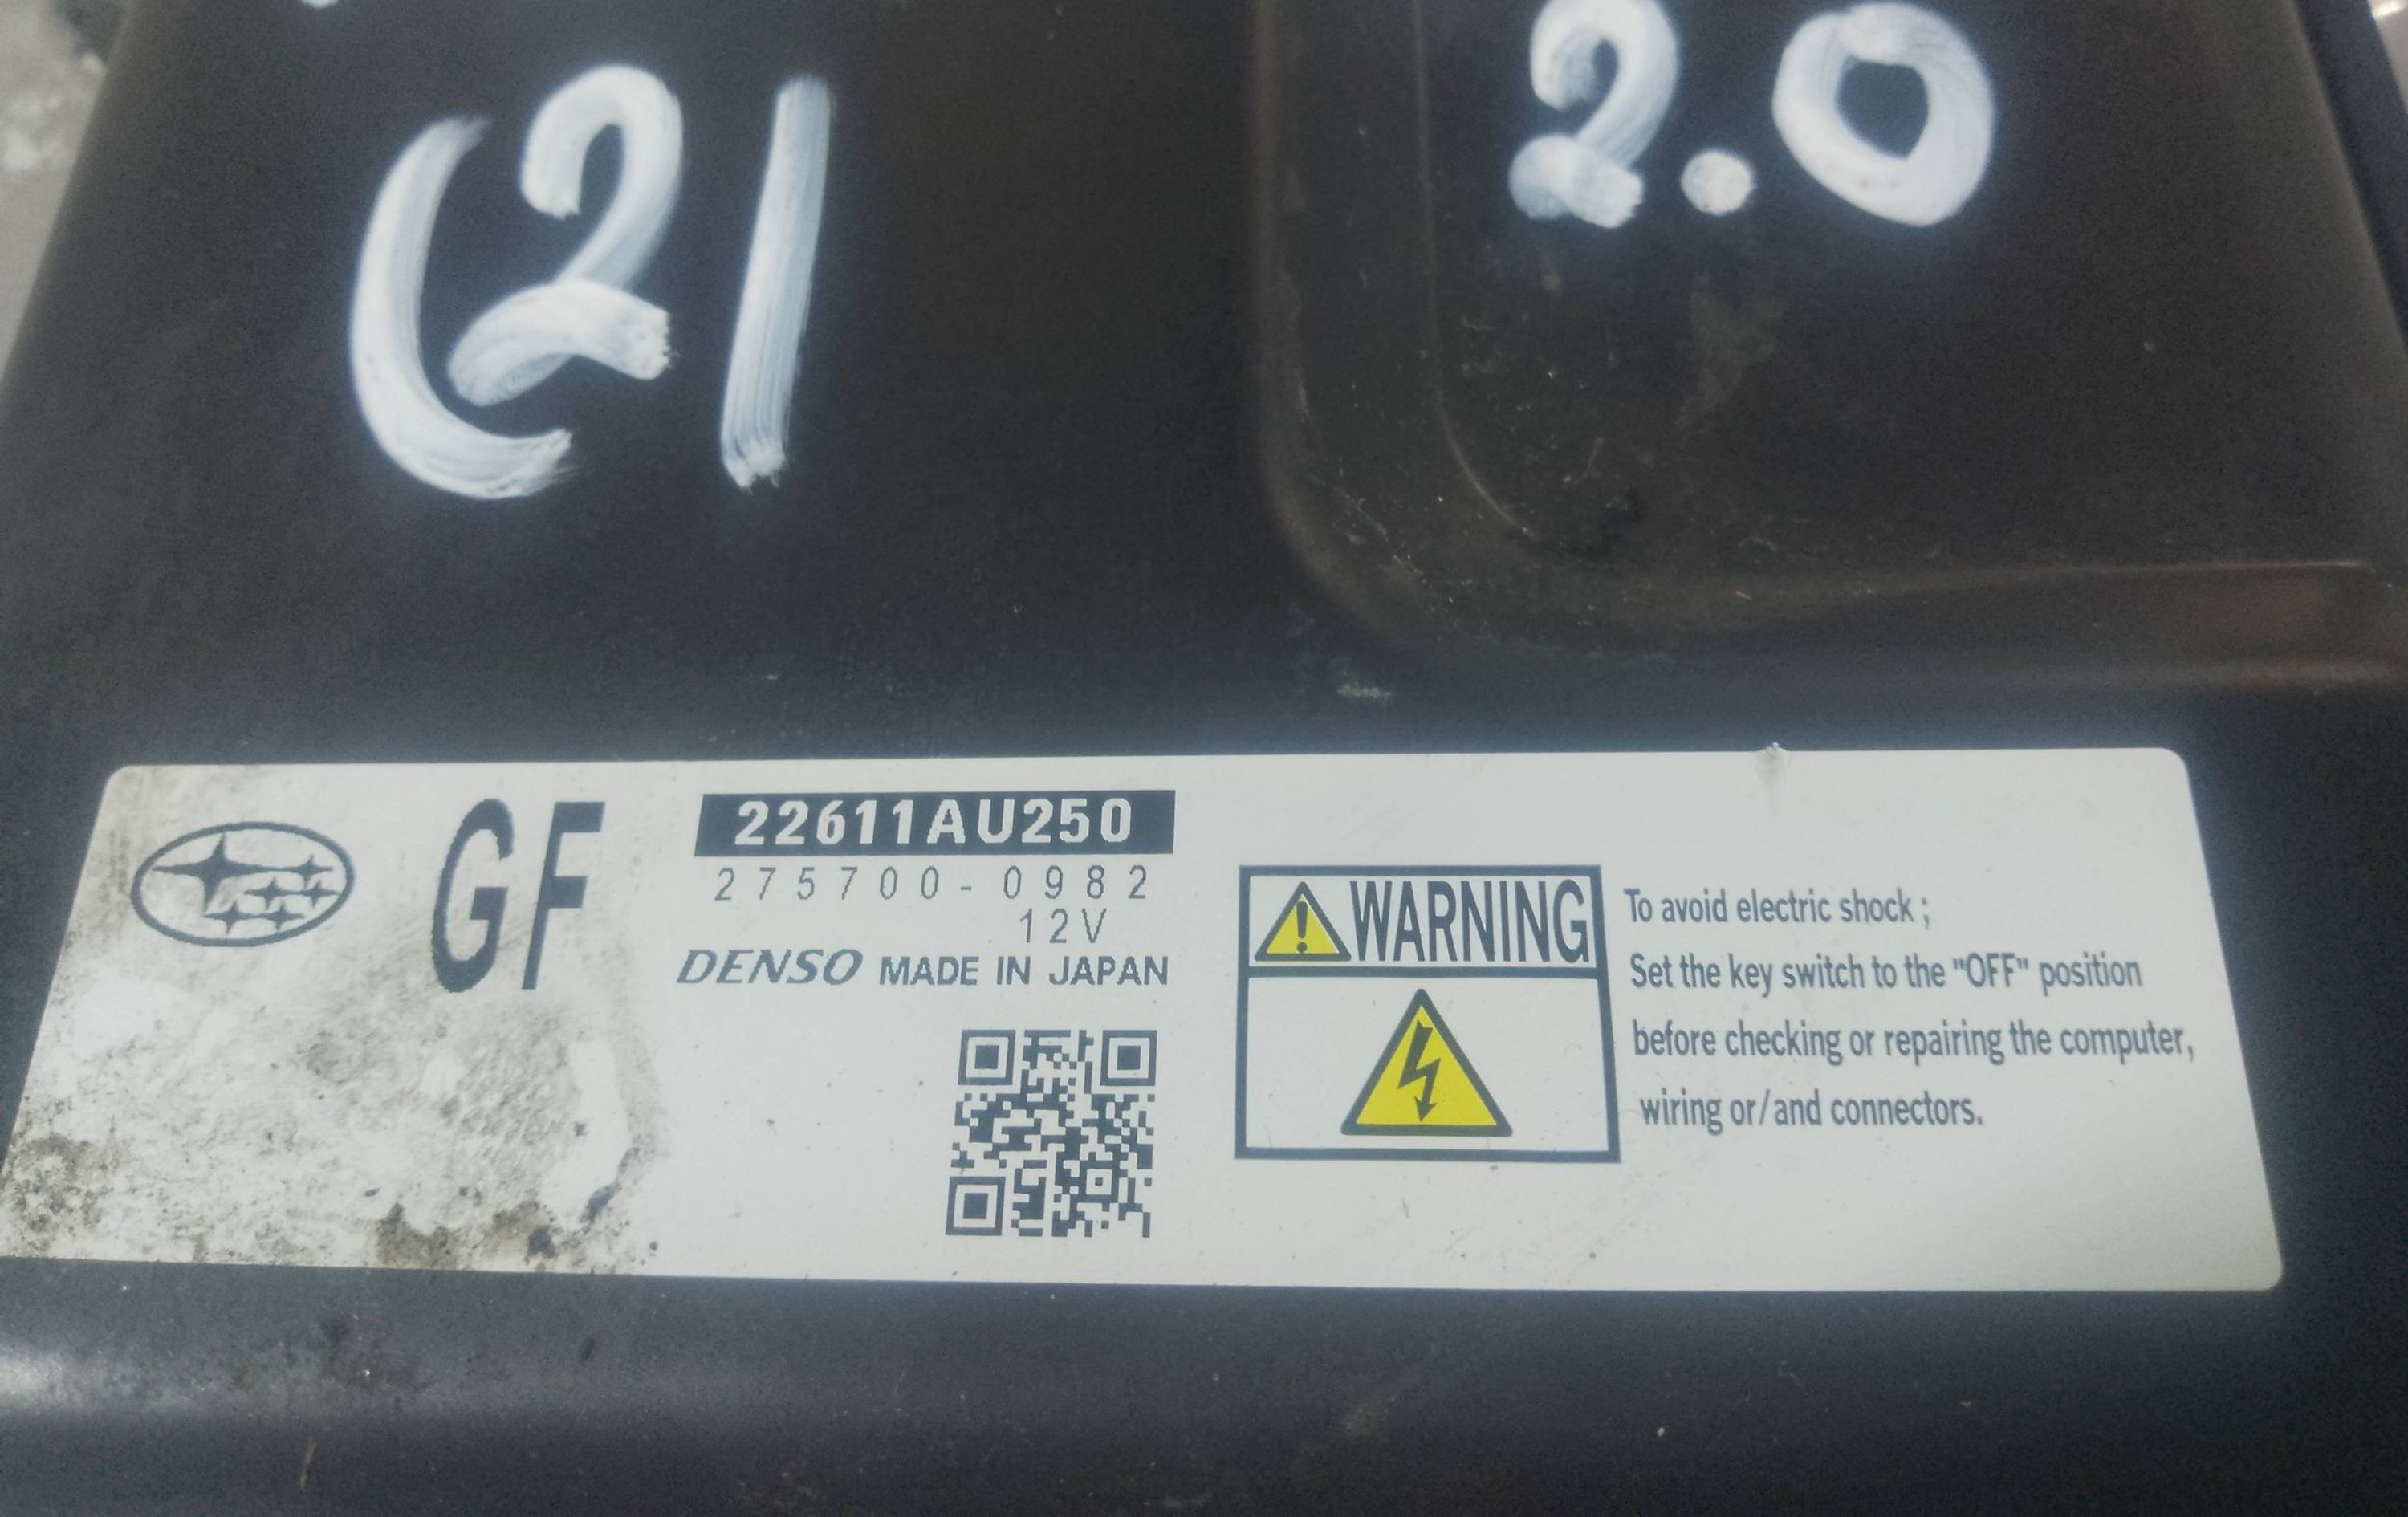 (21
2.0
GF
22611AU250
275700-0982
12V
DENSO MADE IN JAPAN
WARNING
To avoid electric shock ;
Set the key switch to the "OFF" position
before checking or repairing the computer,
wiring or/and connectors.